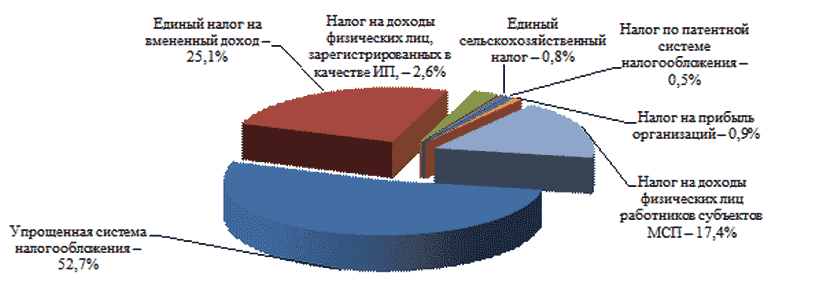 Единый налог на
вмененный доход –
25,1%
Налог на доходы
физических лиц,
зарегистрированных в
качестве ИП, – 2,6%
Единый
сельскохозяйственный
налог – 0,8%
Налог по патентной
системе
налогообложения –
0,5%
Налог на прибыль
организаций – 0,9%
Налог на доходы
физических лиц
работников субъектов
МСП – 17,4%
Упрощенная система
налогообложения –
52,7%